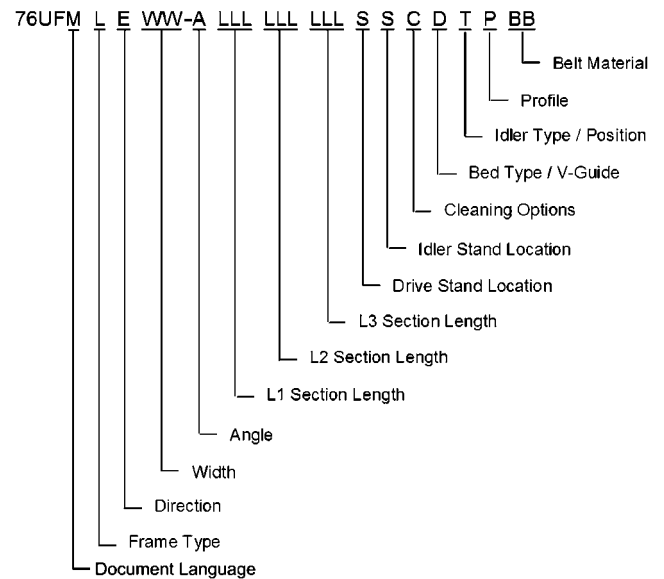 76UFM L E WW-A LLL LLL LLL S S C D T P BB
Belt Material
Profile
Idler Type / Position
Bed Type / V-Guide
Cleaning Options
Idler Stand Location
Drive Stand Location
L3 Section Length
L2 Section Length
L1 Section Length
Angle
Width
Direction
Frame Type
Document Language